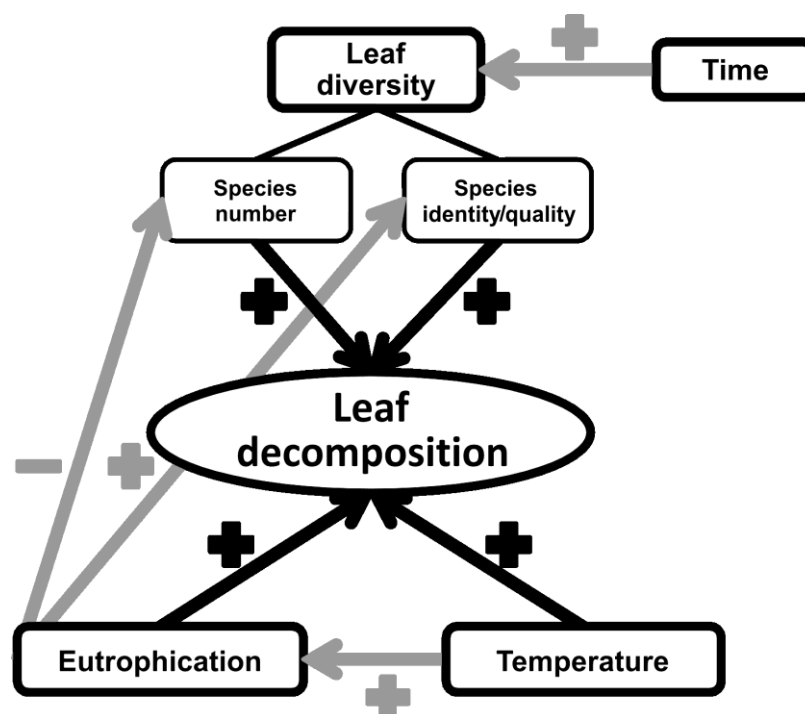 Leaf
diversity
Time
Species
number
Species
identity/quality
Leaf
decomposition
Eutrophication
Temperature